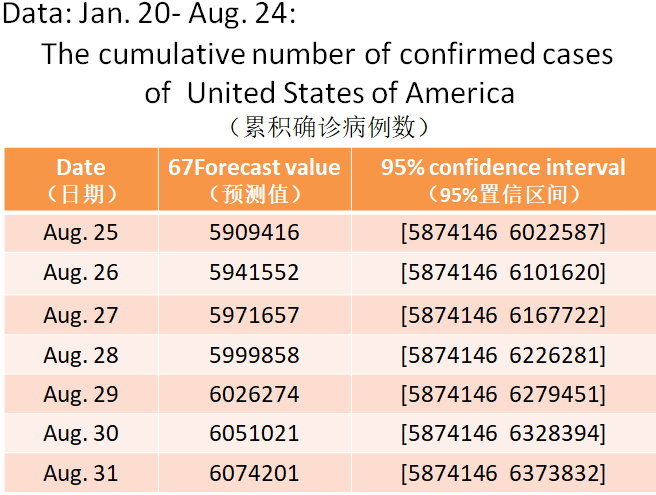 Data: Jan. 20- Aug. 24:
The cumulative number of confirmed cases
of United States of America
（累积确诊病例数）
Date 67Forecast value 95% confidence interval
（日期） （预测值） （95%置信区间）
Aug. 25 5909416 [5874146 6022587]
Aug. 26 5941552 [5874146 6101620]
Aug. 27 5971657 [5874146 6167722]
Aug. 28 5999858 [5874146 6226281]
Aug. 29 6026274 [5874146 6279451]
Aug. 30 6051021 [5874146 6328394]
Aug. 31 6074201 [5874146 6373832]